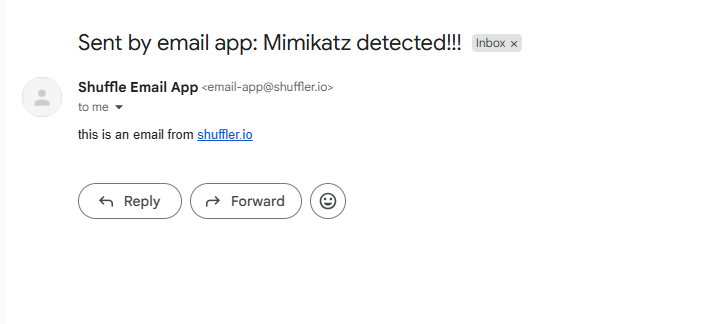 Sent by email app: Mimikatz detected!!! Inbox ×
Shuffle Email App <email-app@shuffler.io>
to me
this is an email from shuffler.io
Reply Forward